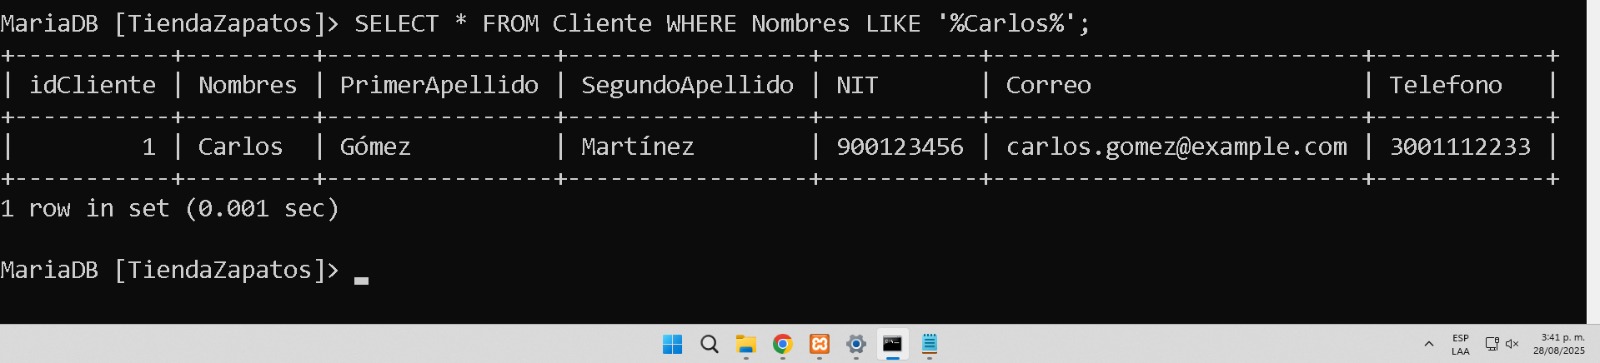 MariaDB [TiendaZapatos]> SELECT * FROM Cliente WHERE Nombres LIKE '%Carlos%';
+-----------+---------+----------------+-----------------+-----------+--------------------------+------------+
| idCliente | Nombres | PrimerApellido | SegundoApellido | NIT       | Correo                   | Telefono   |
+-----------+---------+----------------+-----------------+-----------+--------------------------+------------+
|         1 | Carlos  | Gómez          | Martínez        | 900123456 | carlos.gomez@example.com | 3001112233 |
+-----------+---------+----------------+-----------------+-----------+--------------------------+------------+
1 row in set (0.001 sec)
MariaDB [TiendaZapatos]> _
ESP
LAA
3:41 p. m.
28/08/2025